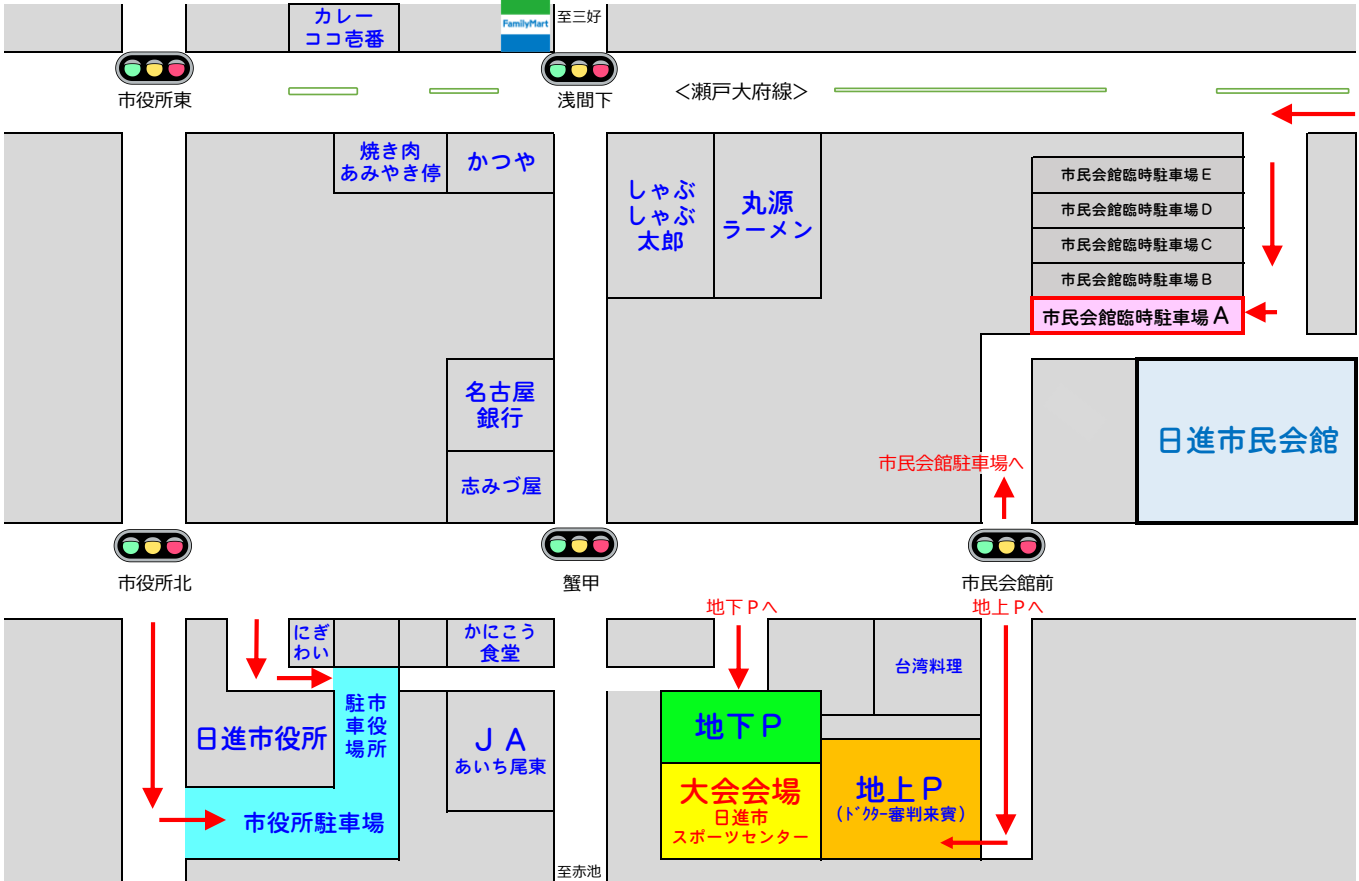 カレー
ココ壱番
FamilyMart
至三好
市役所東
浅間下
<瀬戸大府線>
焼き肉
あみやき停
かつや
しゃぶ
しゃぶ
太郎
丸源
ラーメン
市民会館臨時駐車場E
市民会館臨時駐車場D
市民会館臨時駐車場C
市民会館臨時駐車場B
市民会館臨時駐車場A
名古屋
銀行
志みづ屋
日進市民会館
市民会館駐車場へ
市役所北
蟹甲
市民会館前
地下Pへ
地上Pへ
にぎ
わい
かにこう
食堂
台湾料理
日進市役所
市役所
駐車場
JA
あいち尾東
地下P
大会会場
日進市
スポーツセンター
地上P
(ドクター審判来賓)
市役所駐車場
至赤池